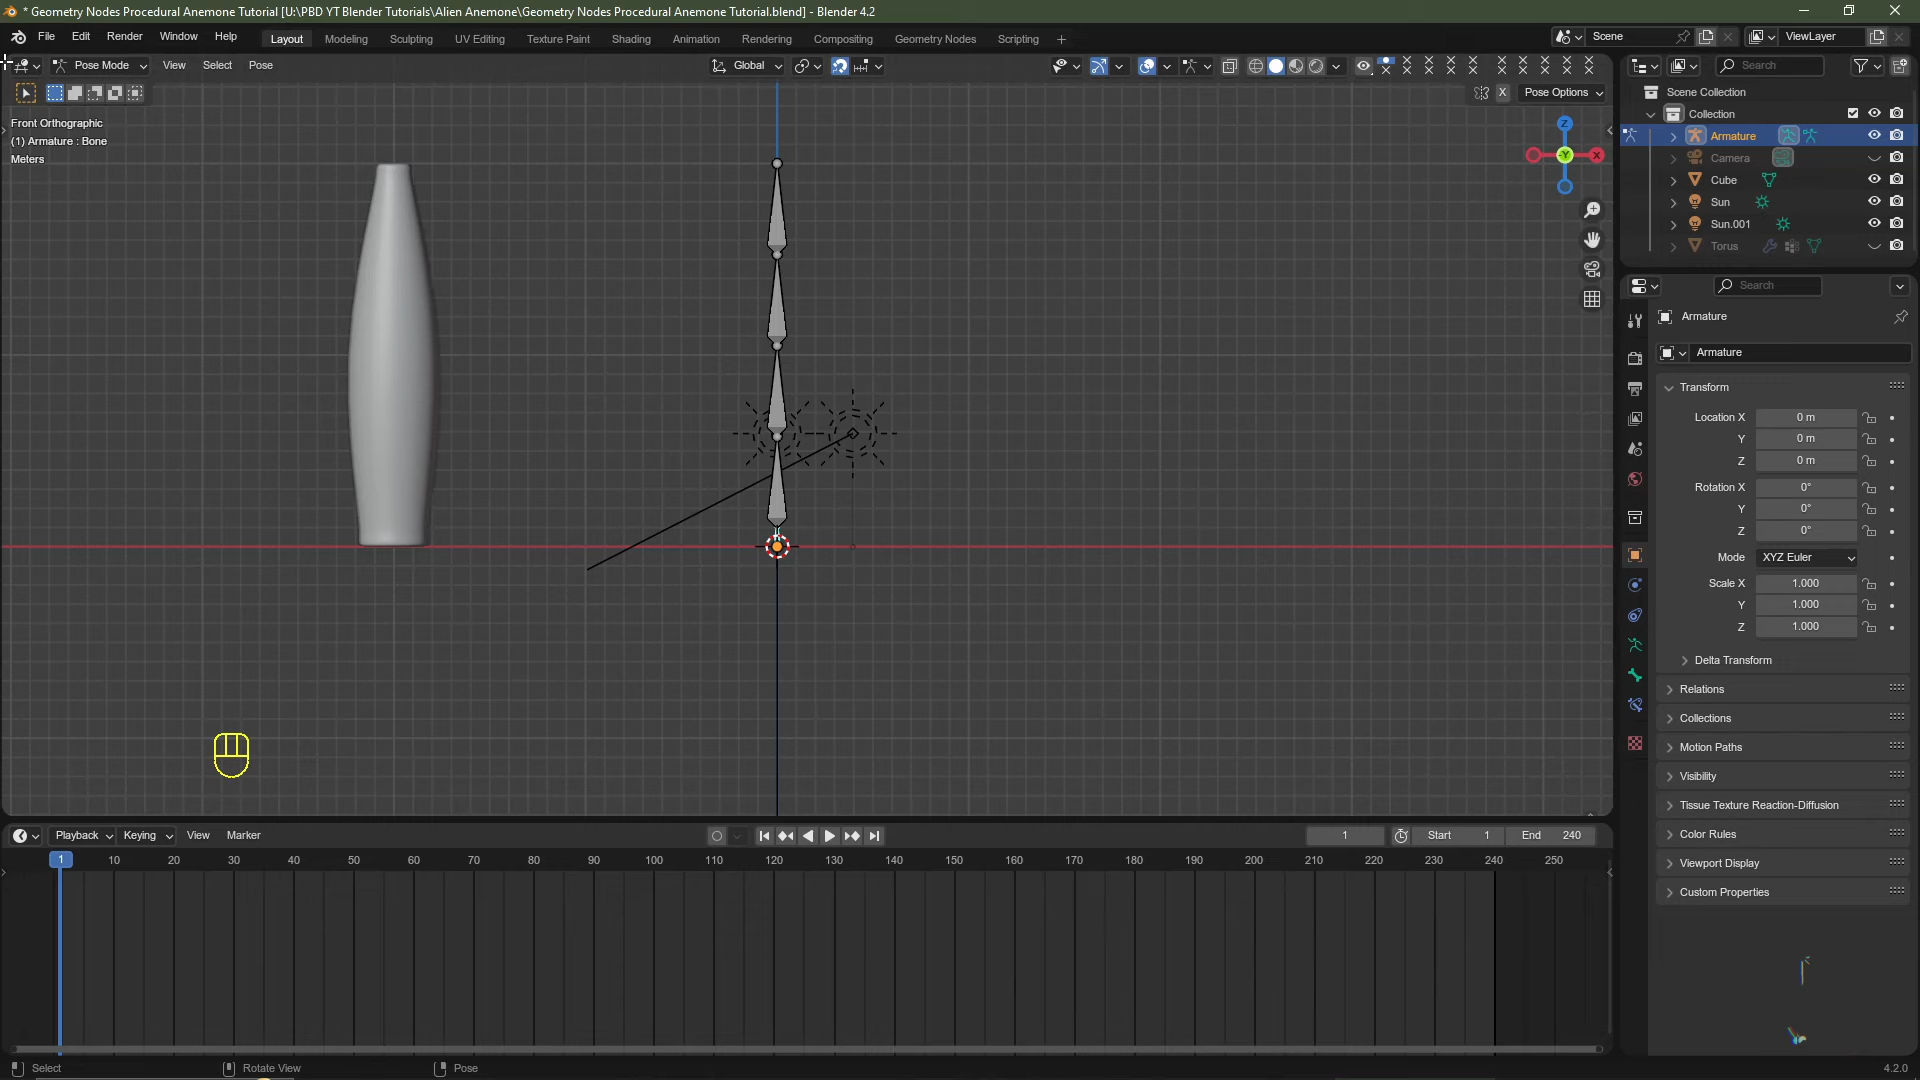 * Geometry Nodes Procedural Anemone Tutorial [U:\PBD YT Blender Tutorials\Alien Anemone\Geometry Nodes Procedural Anemone Tutorial.blend] - Blender 4.2
File Edit Render Window Help Layout Modeling Sculpting UV Editing Texture Paint Shading Animation Rendering Compositing Geometry Nodes Scripting + Scene ViewLayer
Pose Mode View Select Pose Global Search
X Pose Options
Scene Collection
Collection
Front Orthographic
(1) Armature : Bone
Meters
Z
Y
X
Armature
Camera
Cube
Sun
Sun.001
Torus
Search
Armature
Armature
Transform
Location X 0 m
Y 0 m
Z 0 m
Rotation X 0°
Y 0°
Z 0°
Mode XYZ Euler
Scale X 1.000
Y 1.000
Z 1.000
Delta Transform
Relations
Collections
Motion Paths
Visibility
Tissue Texture Reaction-Diffusion
Color Rules
Viewport Display
Custom Properties
Playback Keying View Marker 1 Start 1 End 240
1 10 20 30 40 50 60 70 80 90 100 110 120 130 140 150 160 170 180 190 200 210 220 230 240 250
Select Rotate View Pose 4.2.0